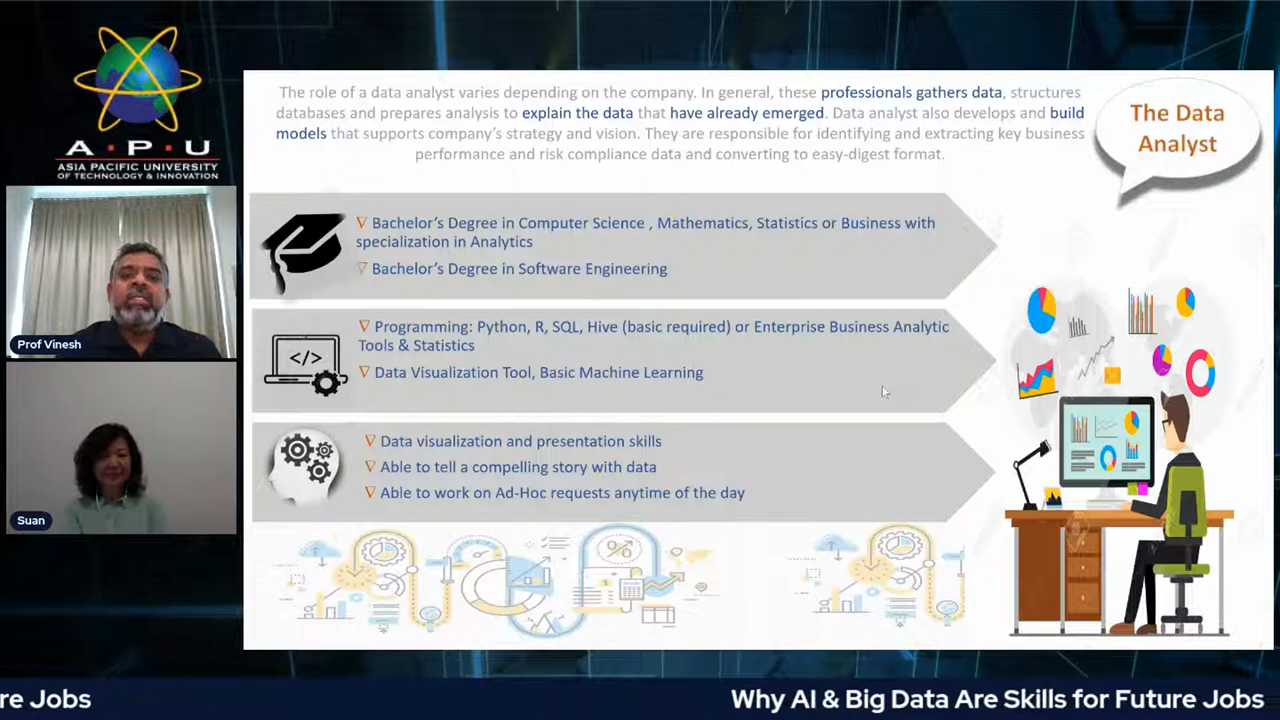 A · P · U
ASIA PACIFIC UNIVERSITY
OF TECHNOLOGY & INNOVATION
Prof Vinesh
Suan
The role of a data analyst varies depending on the company. In general, these professionals gathers data, structures
databases and prepares analysis to explain the data that have already emerged. Data analyst also develops and build
models that supports company's strategy and vision. They are responsible for identifying and extracting key business
performance and risk compliance data and converting to easy-digest format.
The Data
Analyst
Bachelor's Degree in Computer Science , Mathematics, Statistics or Business with
specialization in Analytics
Bachelor's Degree in Software Engineering
</>
Programming: Python, R, SQL, Hive (basic required) or Enterprise Business Analytic
Tools & Statistics
Data Visualization Tool, Basic Machine Learning
Data visualization and presentation skills
Able to tell a compelling story with data
Able to work on Ad-Hoc requests anytime of the day
%
re Jobs
Why AI & Big Data Are Skills for Future Jobs